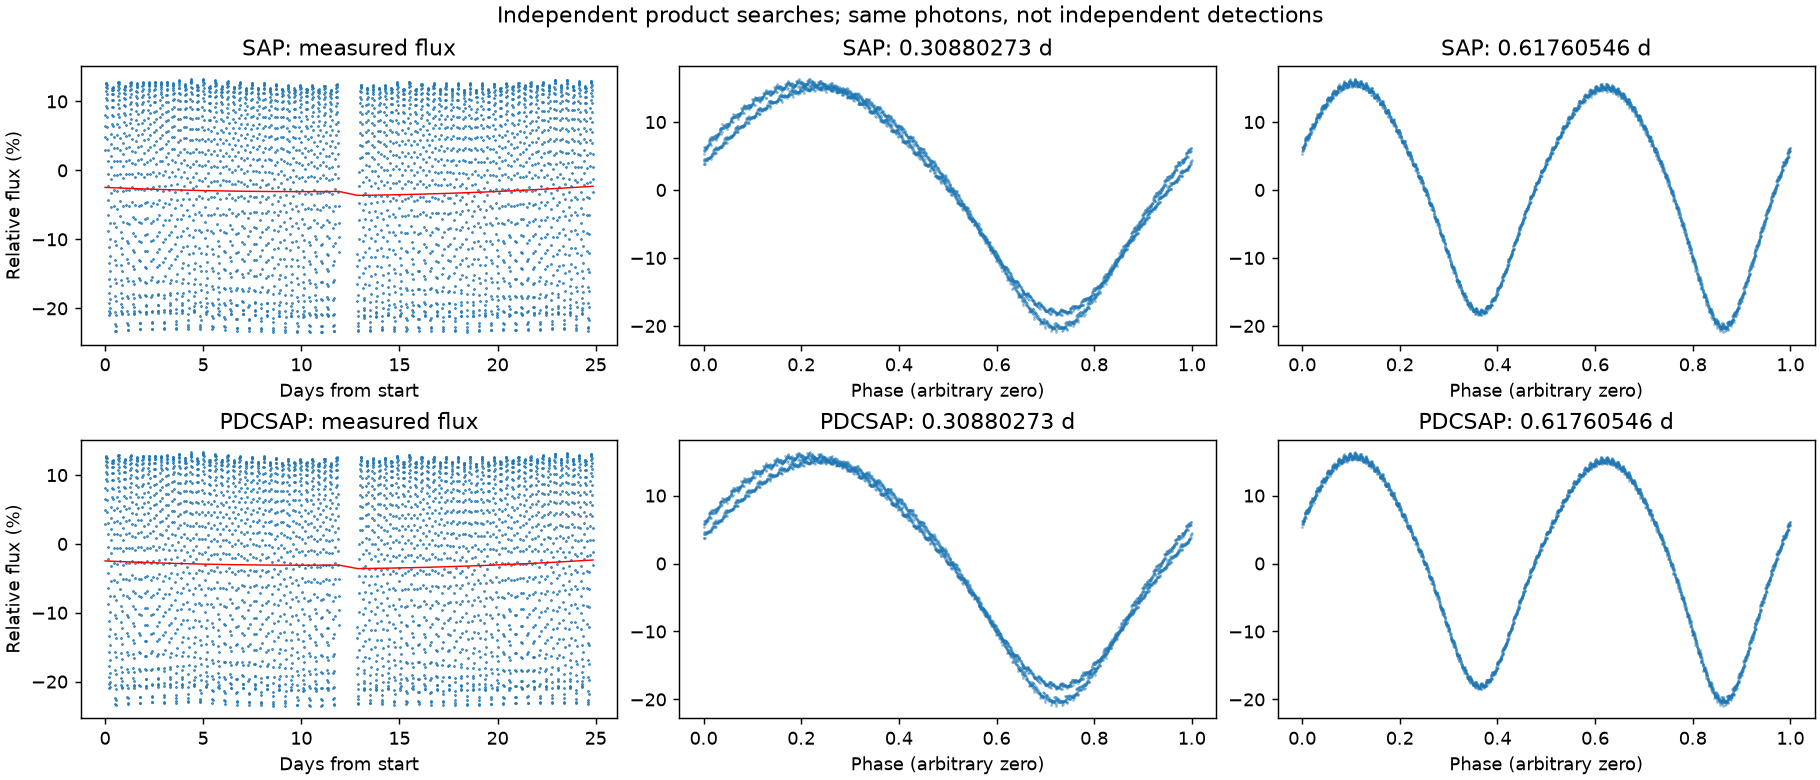 Independent product searches; same photons, not independent detections
SAP: measured flux
SAP: 0.30880273 d
SAP: 0.61760546 d
Relative flux (%)
10
0
−10
−20
0 5 10 15 20 25
Days from start
10
0
−10
−20
0.0 0.2 0.4 0.6 0.8 1.0
Phase (arbitrary zero)
10
0
−10
−20
0.0 0.2 0.4 0.6 0.8 1.0
Phase (arbitrary zero)
PDCSAP: measured flux
PDCSAP: 0.30880273 d
PDCSAP: 0.61760546 d
Relative flux (%)
10
0
−10
−20
0 5 10 15 20 25
Days from start
10
0
−10
−20
0.0 0.2 0.4 0.6 0.8 1.0
Phase (arbitrary zero)
10
0
−10
−20
0.0 0.2 0.4 0.6 0.8 1.0
Phase (arbitrary zero)